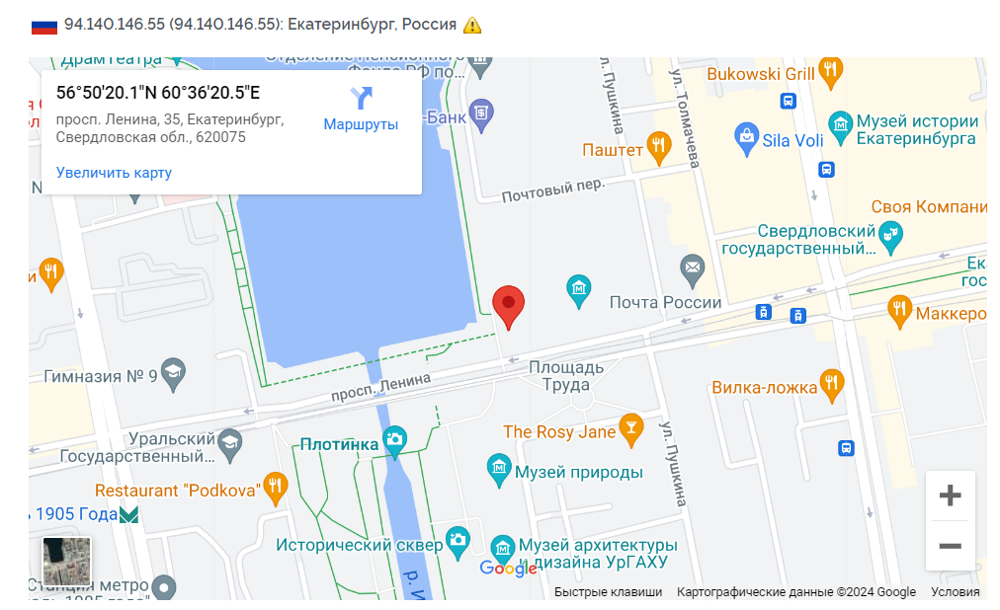 94.140.146.55 (94.140.146.55): Екатеринбург, Россия
Драмтеатра
Отделение Пенсионного
Фонда РФ по...
56°50'20.1"N 60°36'20.5"E
просп. Ленина, 35, Екатеринбург,
Свердловская обл., 620075
Маршруты
Увеличить карту
-Банк
ул. Пушкина
ул. Толмачева
Bukowski Grill
Паштет
Sila Voli
Музей истории
Екатеринбурга
Почтовый пер.
Своя Компани
Свердловский
государственный...
Ек
гос
Почта России
Маккеро
Гимназия № 9
просп. Ленина
Площадь
Труда
Вилка-ложка
Уральский
Государственный...
Плотинка
The Rosy Jane
ул. Пушкина
Музей природы
Restaurant "Podkova"
1905 Года
Исторический сквер
Музей архитектуры
и дизайна УрГАХУ
Google
р. И
Станция метро
1905 года"
Быстрые клавиши
Картографические данные ©2024 Google
Условия